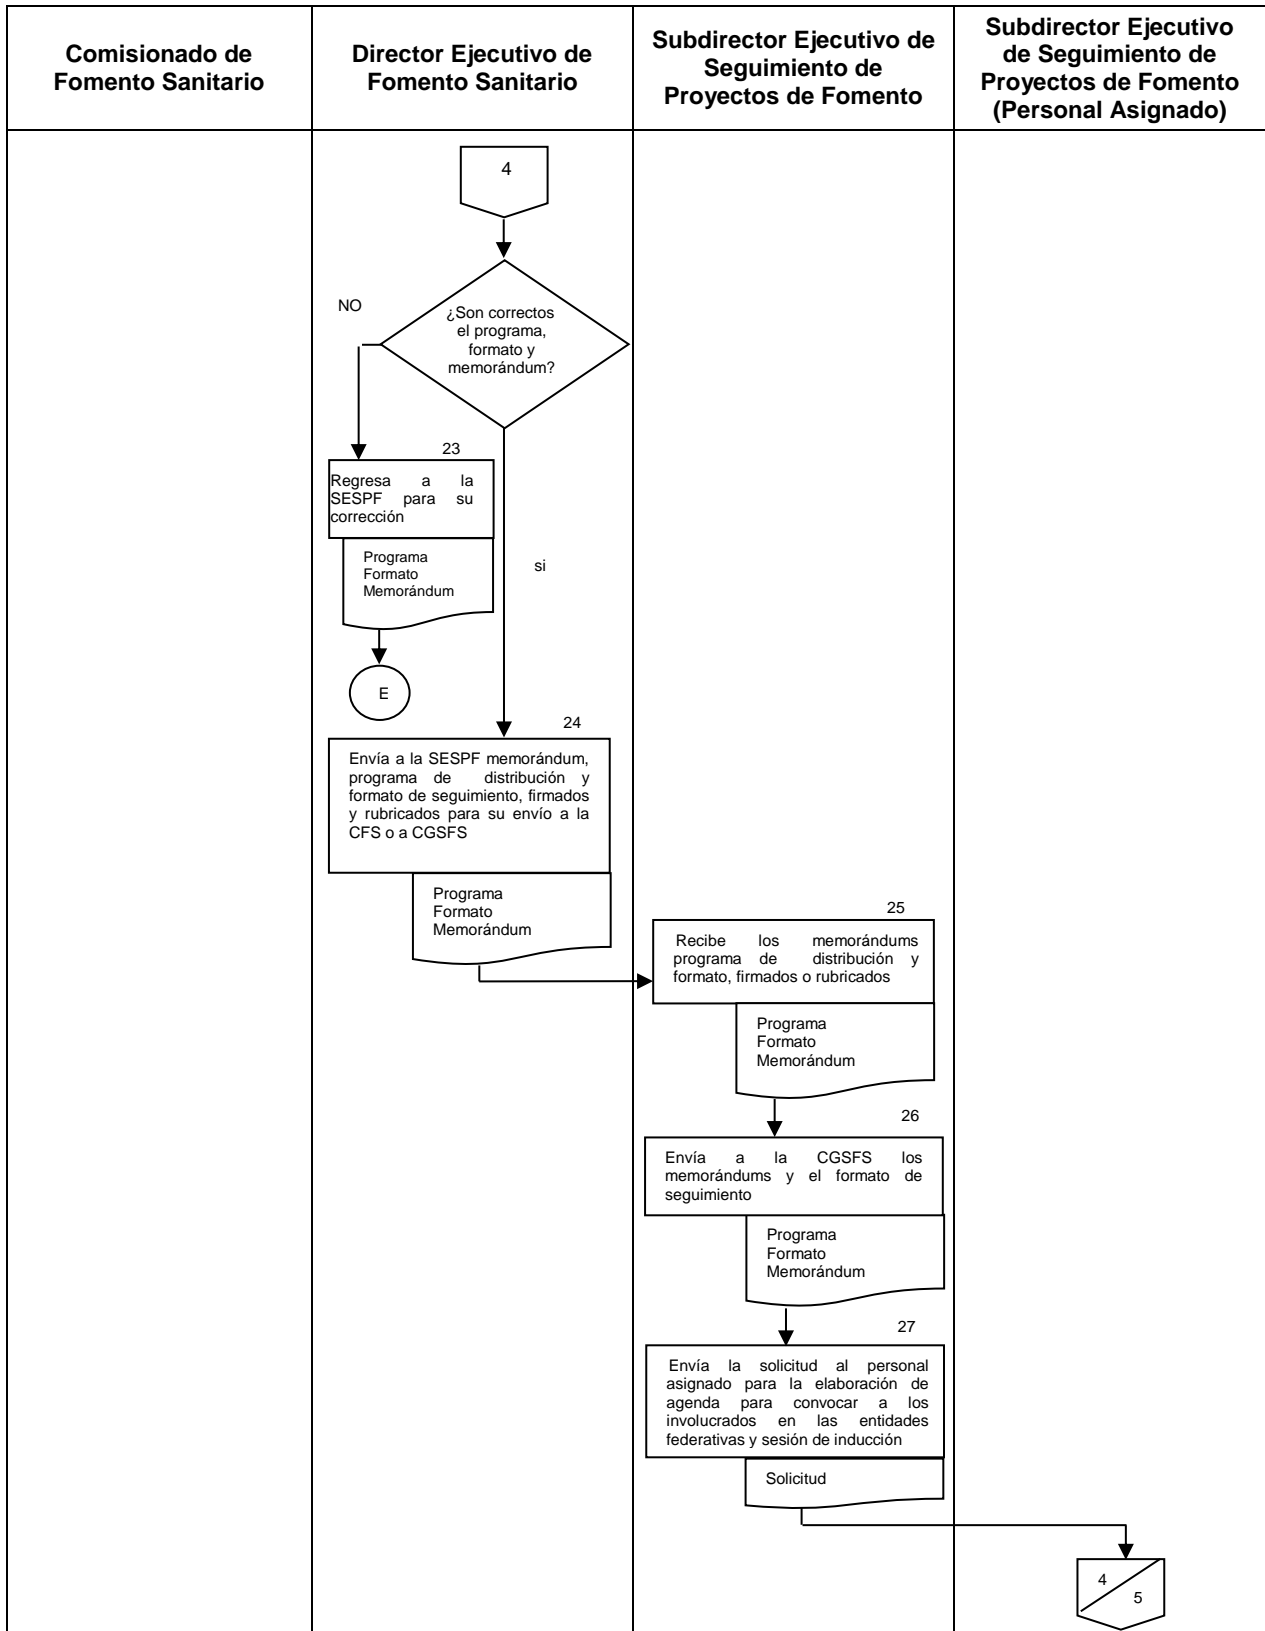 Comisionado de
Fomento Sanitario
Director Ejecutivo de
Fomento Sanitario
Subdirector Ejecutivo de
Seguimiento de
Proyectos de Fomento
Subdirector Ejecutivo
de Seguimiento de
Proyectos de Fomento
(Personal Asignado)
4
NO
¿Son correctos
el programa,
formato y
memorándum?
23
Regresa a la
SESPF para su
corrección
Programa
Formato
Memorándum
si
E
24
Envía a la SESPF memorándum,
programa de distribución y
formato de seguimiento, firmados
y rubricados para su envío a la
CFS o a CGSFS
Programa
Formato
Memorándum
25
Recibe los memorándums
programa de distribución y
formato, firmados o rubricados
Programa
Formato
Memorándum
26
Envía a la CGSFS los
memorándums y el formato de
seguimiento
Programa
Formato
Memorándum
27
Envía la solicitud al personal
asignado para la elaboración de
agenda para convocar a los
involucrados en las entidades
federativas y sesión de inducción
Solicitud
4
5